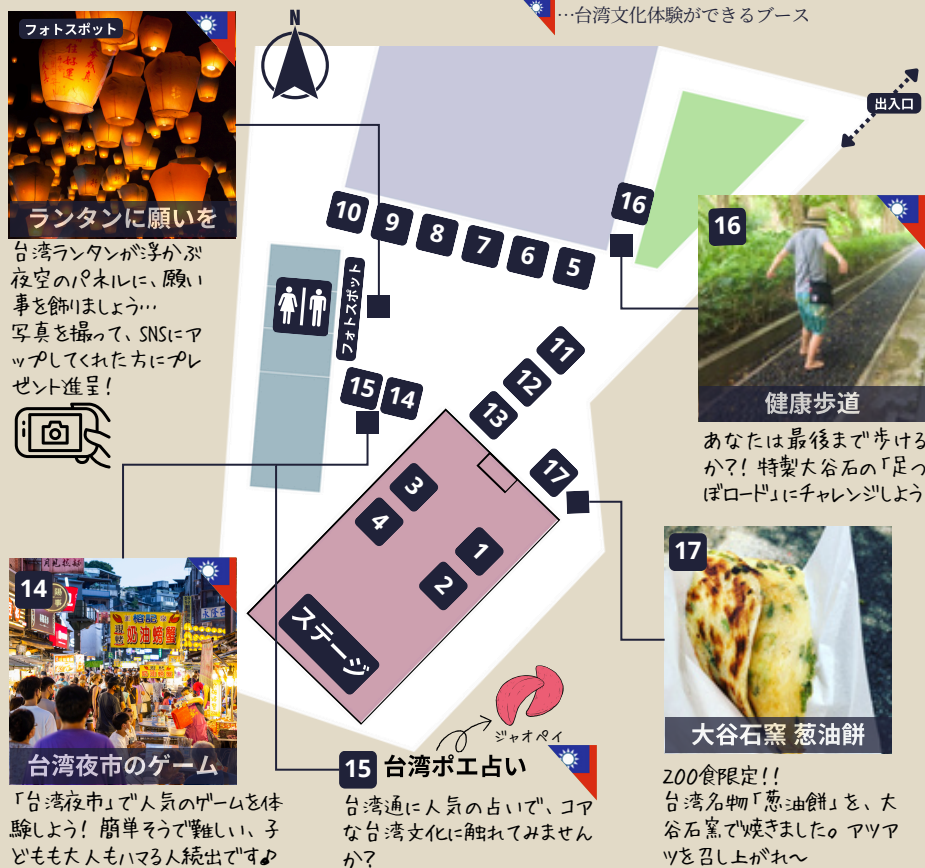 …台湾文化体験ができるブース
フォトスポット
ランタンに願いを
台湾ランタンが浮かぶ
夜空のパネルに、願い
事を飾りましょう…
写真を撮って、SNSにア
ップしてくれた方にプレ
ゼント進呈!
N
出入口
10
9
8
7
6
5
16
フォトスポット
15
14
11
12
13
17
3
4
1
2
ステージ
16
健康歩道
あなたは最後まで歩ける
か?! 特製大谷石の「足つ
ぼロード」にチャレンジしよう
17
大谷石窯 葱油餅
200食限定!!
台湾名物「葱油餅」を、大
谷石窯で焼きました。アツア
ツを召し上がれ〜
14
奶油螃蟹
台湾夜市のゲーム
「台湾夜市」で人気のゲームを体
験しよう! 簡単そうで難しい、子
どもも大人もハマる人続出です♪
ジャオペイ
15 台湾ポエ占い
台湾通に人気の占いで、コア
な台湾文化に触れてみません
か?